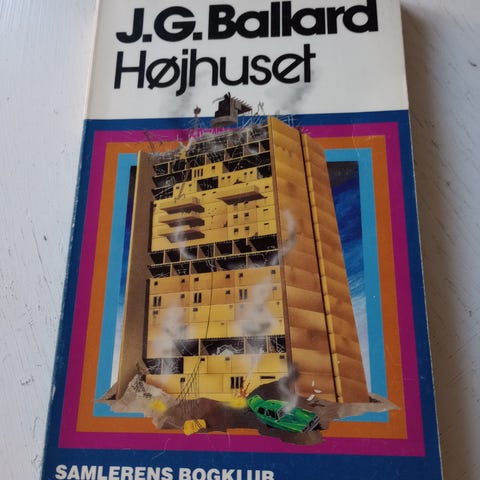 J.G. Ballard
Højhuset
SAMLERENS BOGKLUB